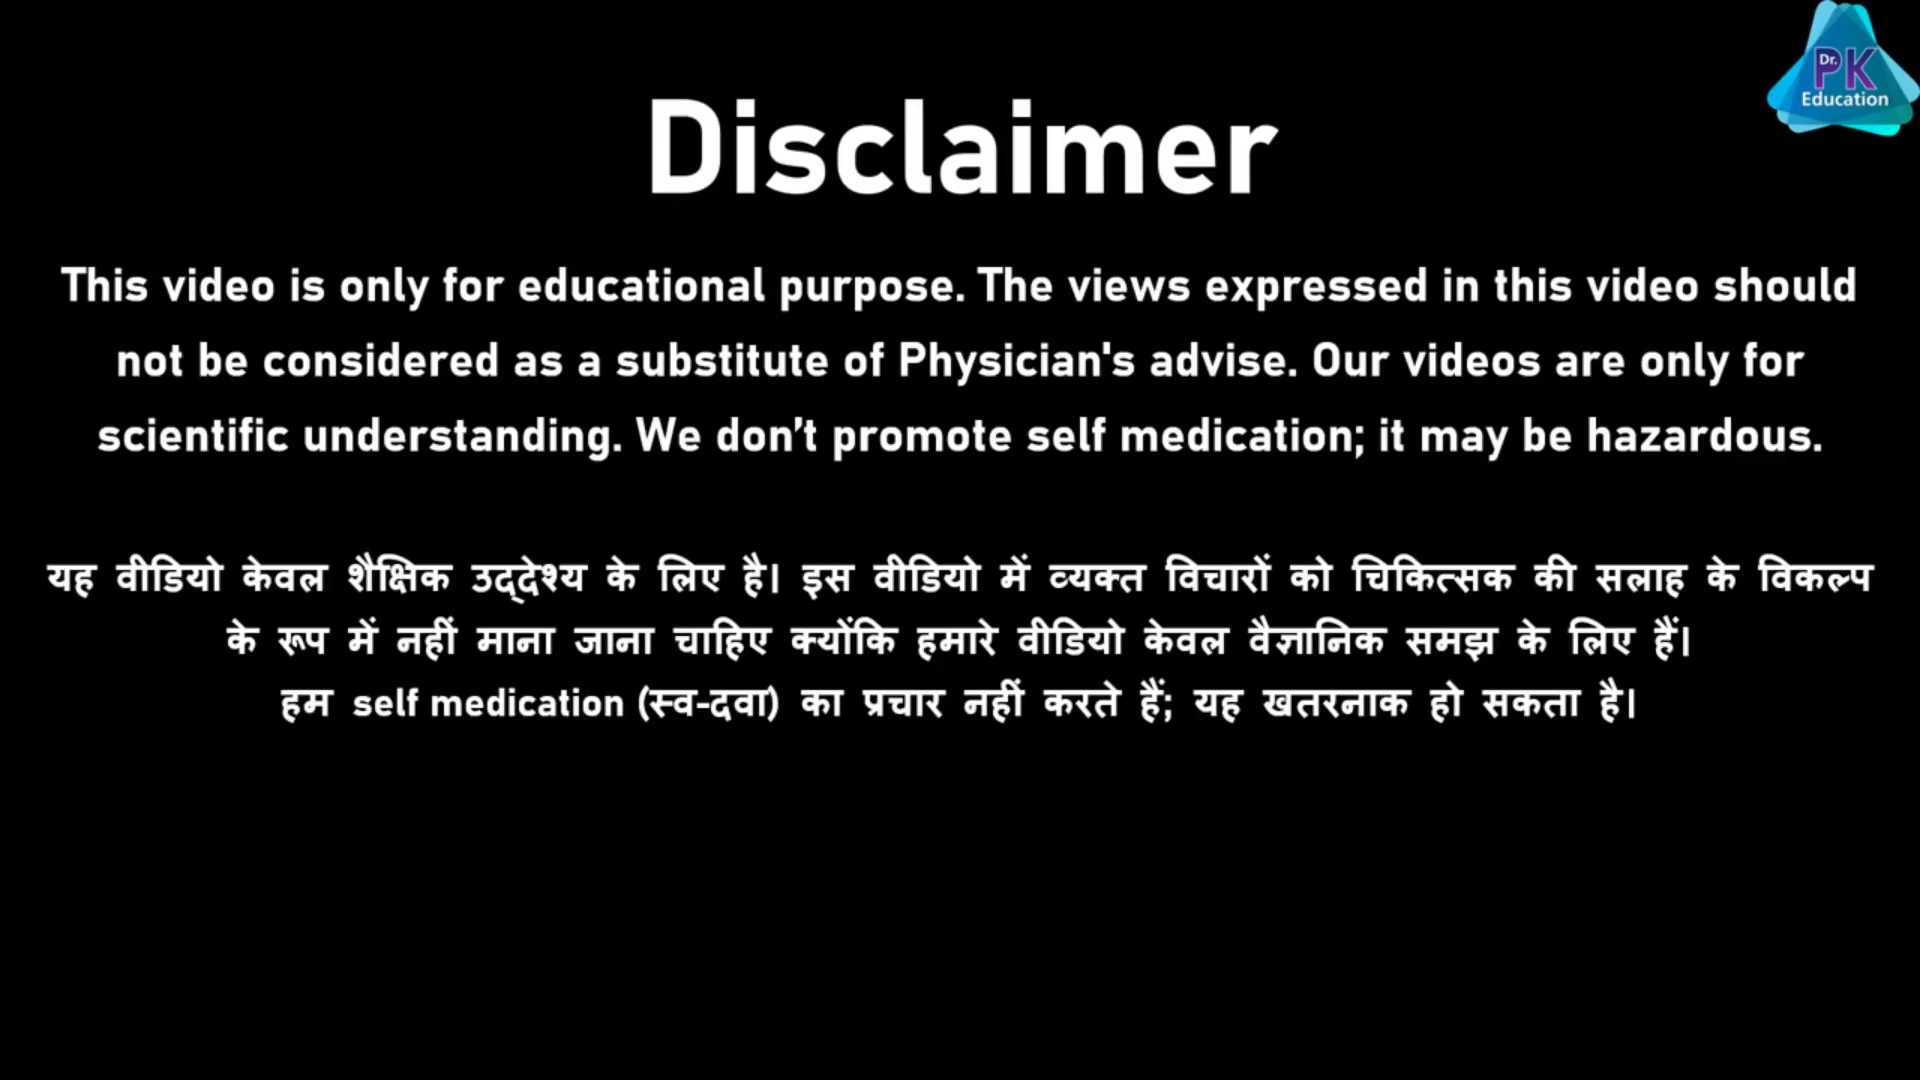 Dr.
PK
Education
Disclaimer
This video is only for educational purpose. The views expressed in this video should
not be considered as a substitute of Physician's advise. Our videos are only for
scientific understanding. We don’t promote self medication; it may be hazardous.
यह वीडियो केवल शैक्षिक उद्देश्य के लिए है। इस वीडियो में व्यक्त विचारों को चिकित्सक की सलाह के विकल्प
के रूप में नहीं माना जाना चाहिए क्योंकि हमारे वीडियो केवल वैज्ञानिक समझ के लिए हैं।
हम self medication (स्व-दवा) का प्रचार नहीं करते हैं; यह खतरनाक हो सकता है।